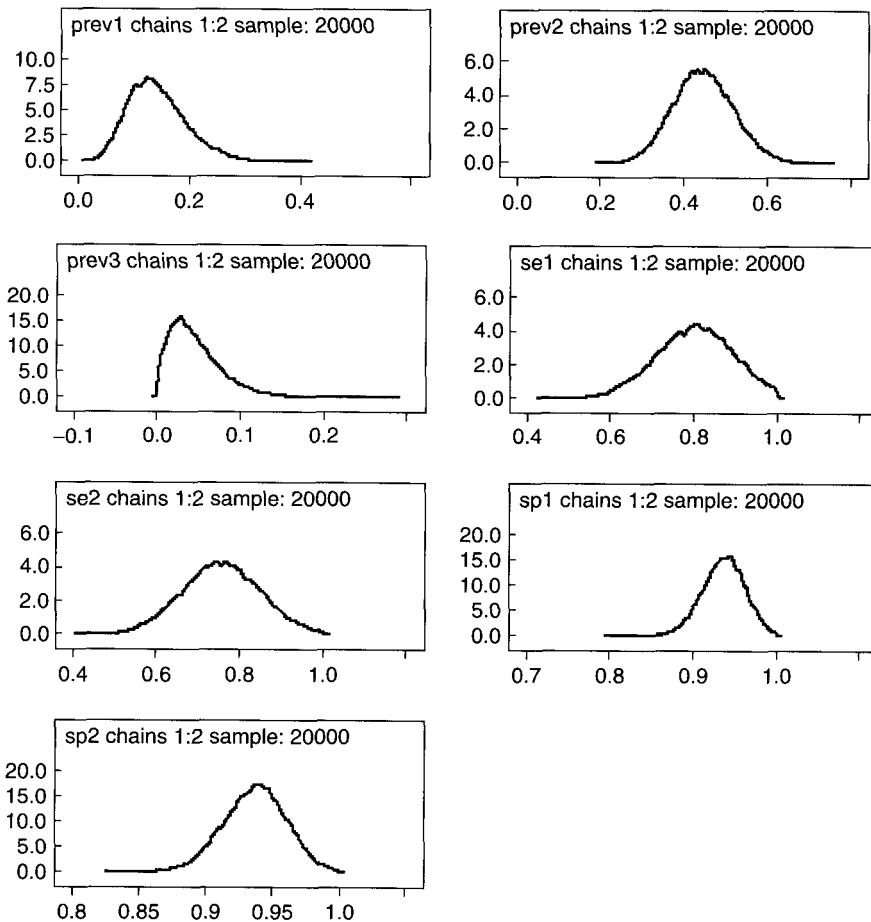 prev1 chains 1:2 sample: 20000
10.0
7.5
5.0
2.5
0.0
0.0 0.2 0.4
prev2 chains 1:2 sample: 20000
6.0
4.0
2.0
0.0
0.0 0.2 0.4 0.6
prev3 chains 1:2 sample: 20000
20.0
15.0
10.0
5.0
0.0
−0.1 0.0 0.1 0.2
se1 chains 1:2 sample: 20000
6.0
4.0
2.0
0.0
0.4 0.6 0.8 1.0
se2 chains 1:2 sample: 20000
6.0
4.0
2.0
0.0
0.4 0.6 0.8 1.0
sp1 chains 1:2 sample: 20000
20.0
15.0
10.0
5.0
0.0
0.7 0.8 0.9 1.0
sp2 chains 1:2 sample: 20000
20.0
15.0
10.0
5.0
0.0
0.8 0.85 0.9 0.95 1.0